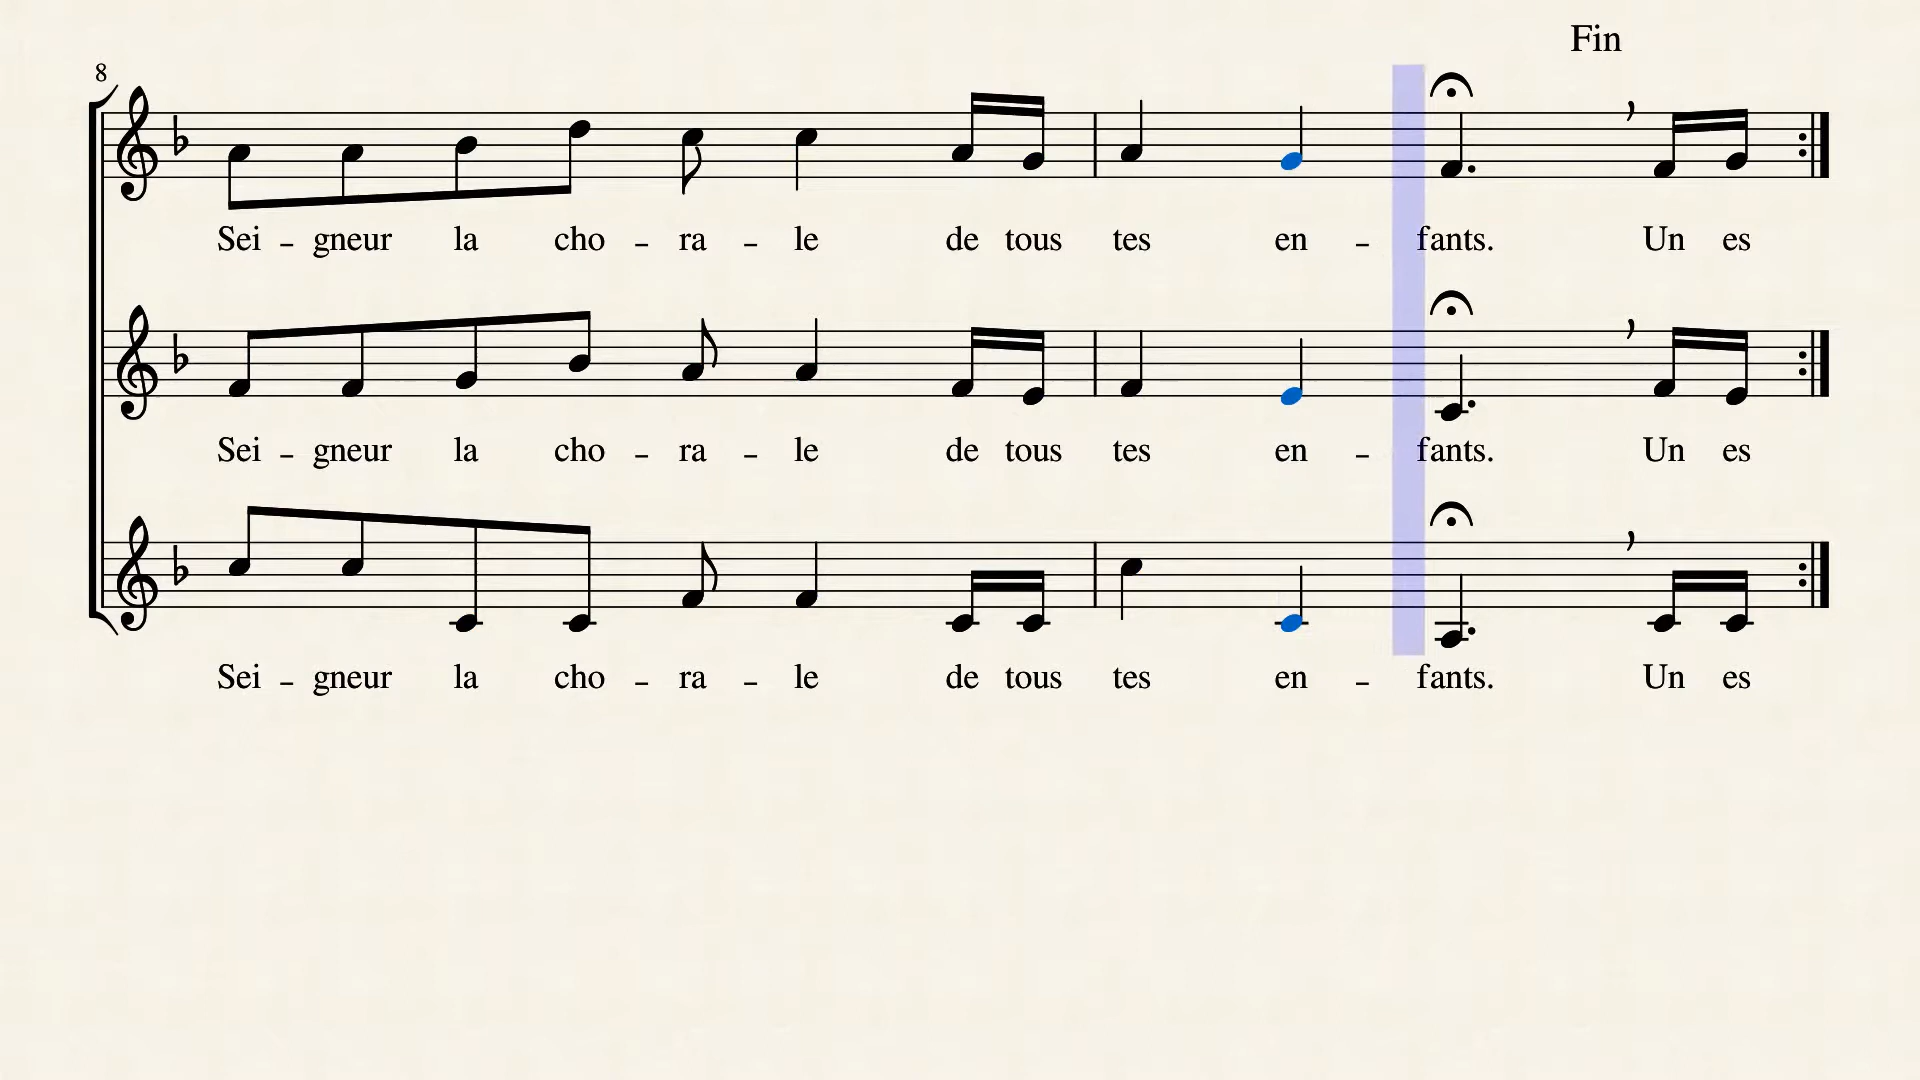 Fin
8
Sei - gneur la cho - ra - le de tous tes en - fants. Un es
Sei - gneur la cho - ra - le de tous tes en - fants. Un es
Sei - gneur la cho - ra - le de tous tes en - fants. Un es